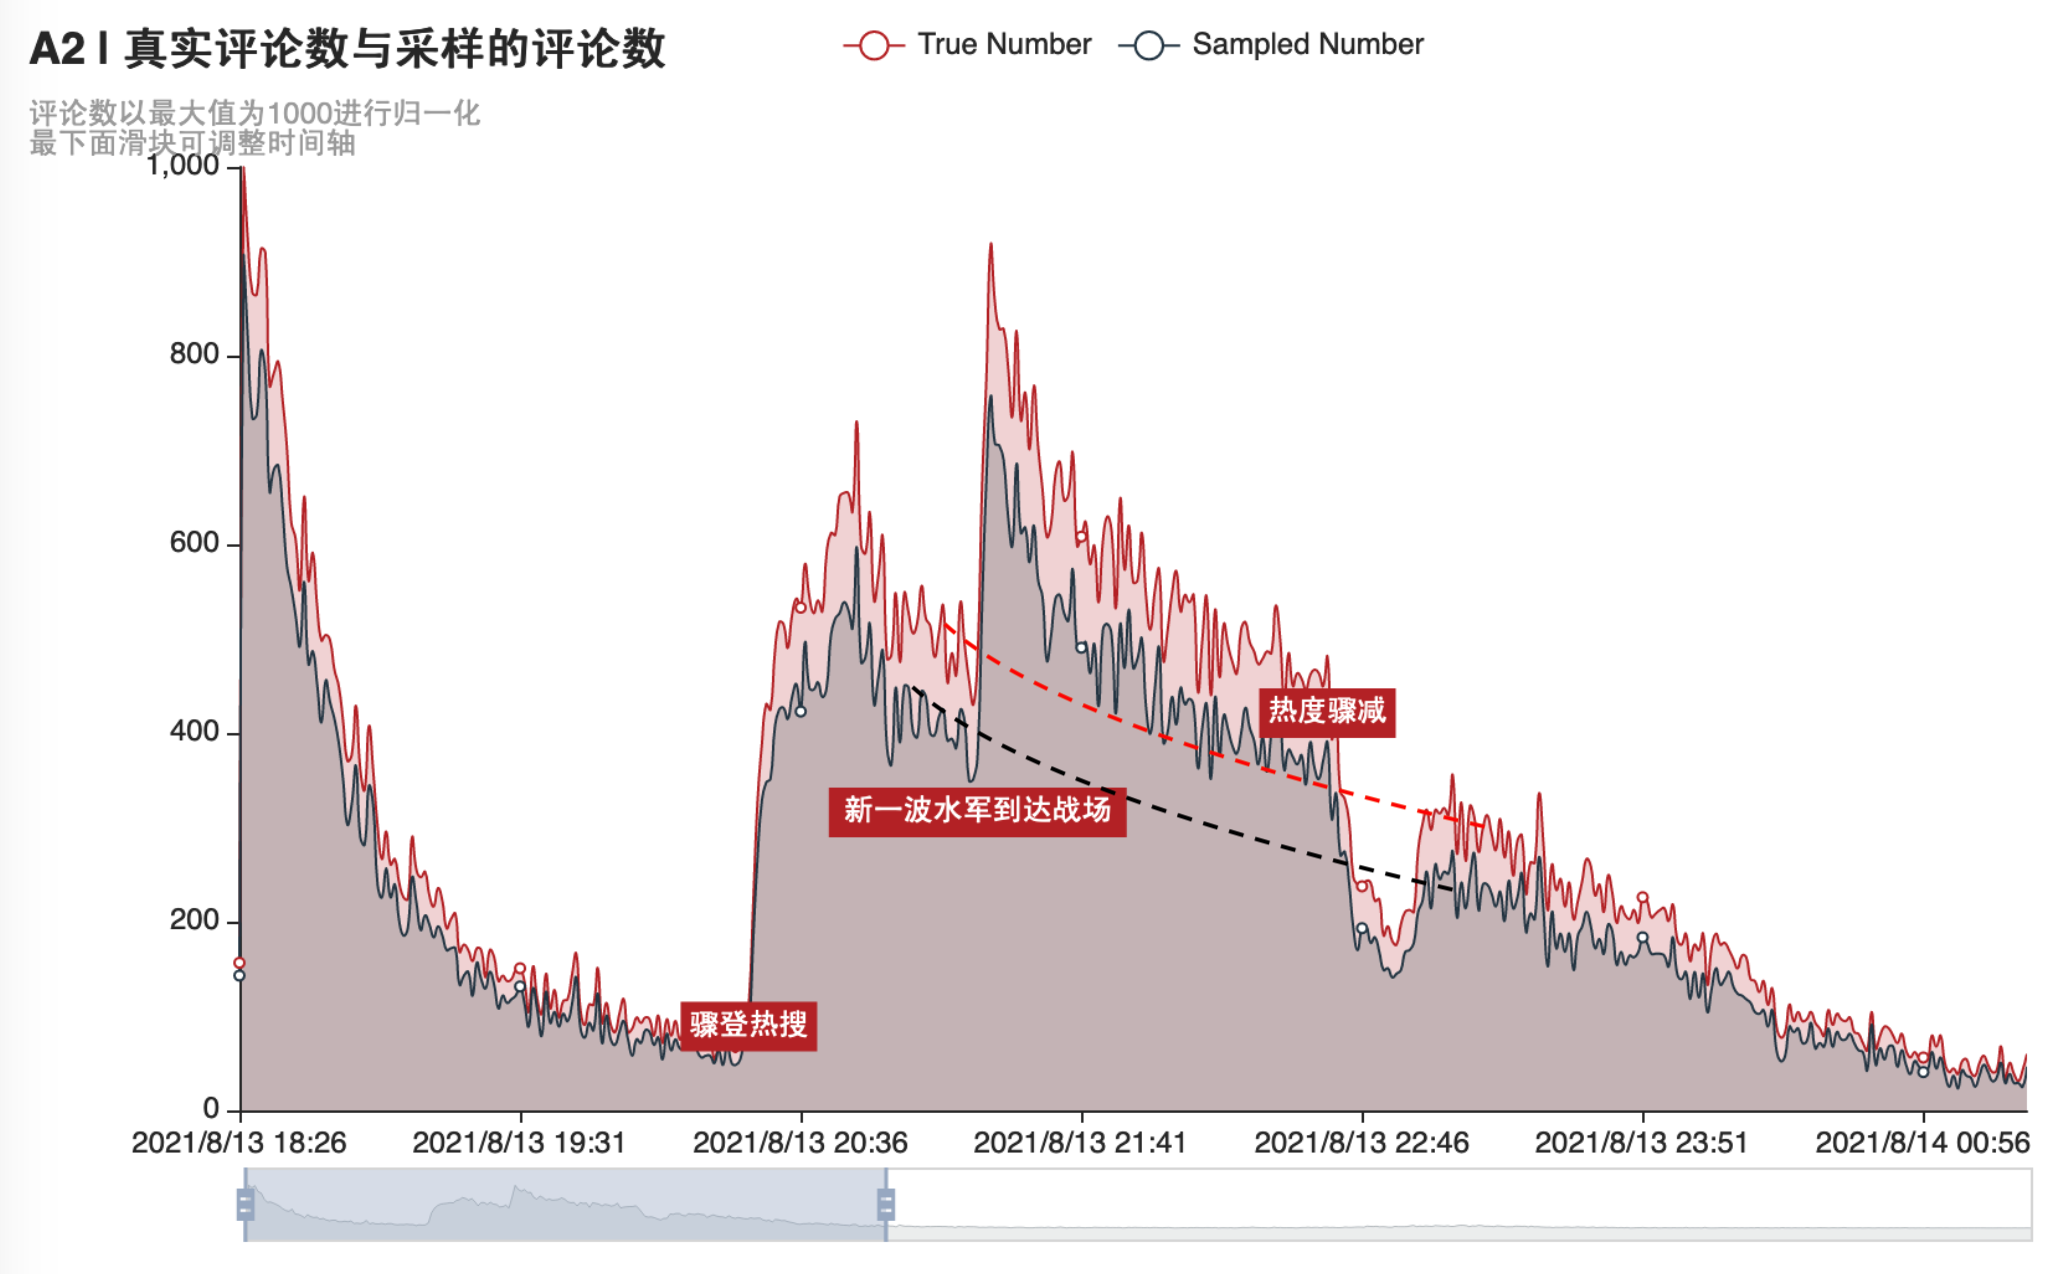 A2 | 真实评论数与采样的评论数
True Number
Sampled Number
评论数以最大值为1000进行归一化
最下面滑块可调整时间轴
1,000
800
600
400
200
0
热度骤减
新一波水军到达战场
骤登热搜
2021/8/13 18:26
2021/8/13 19:31
2021/8/13 20:36
2021/8/13 21:41
2021/8/13 22:46
2021/8/13 23:51
2021/8/14 00:56